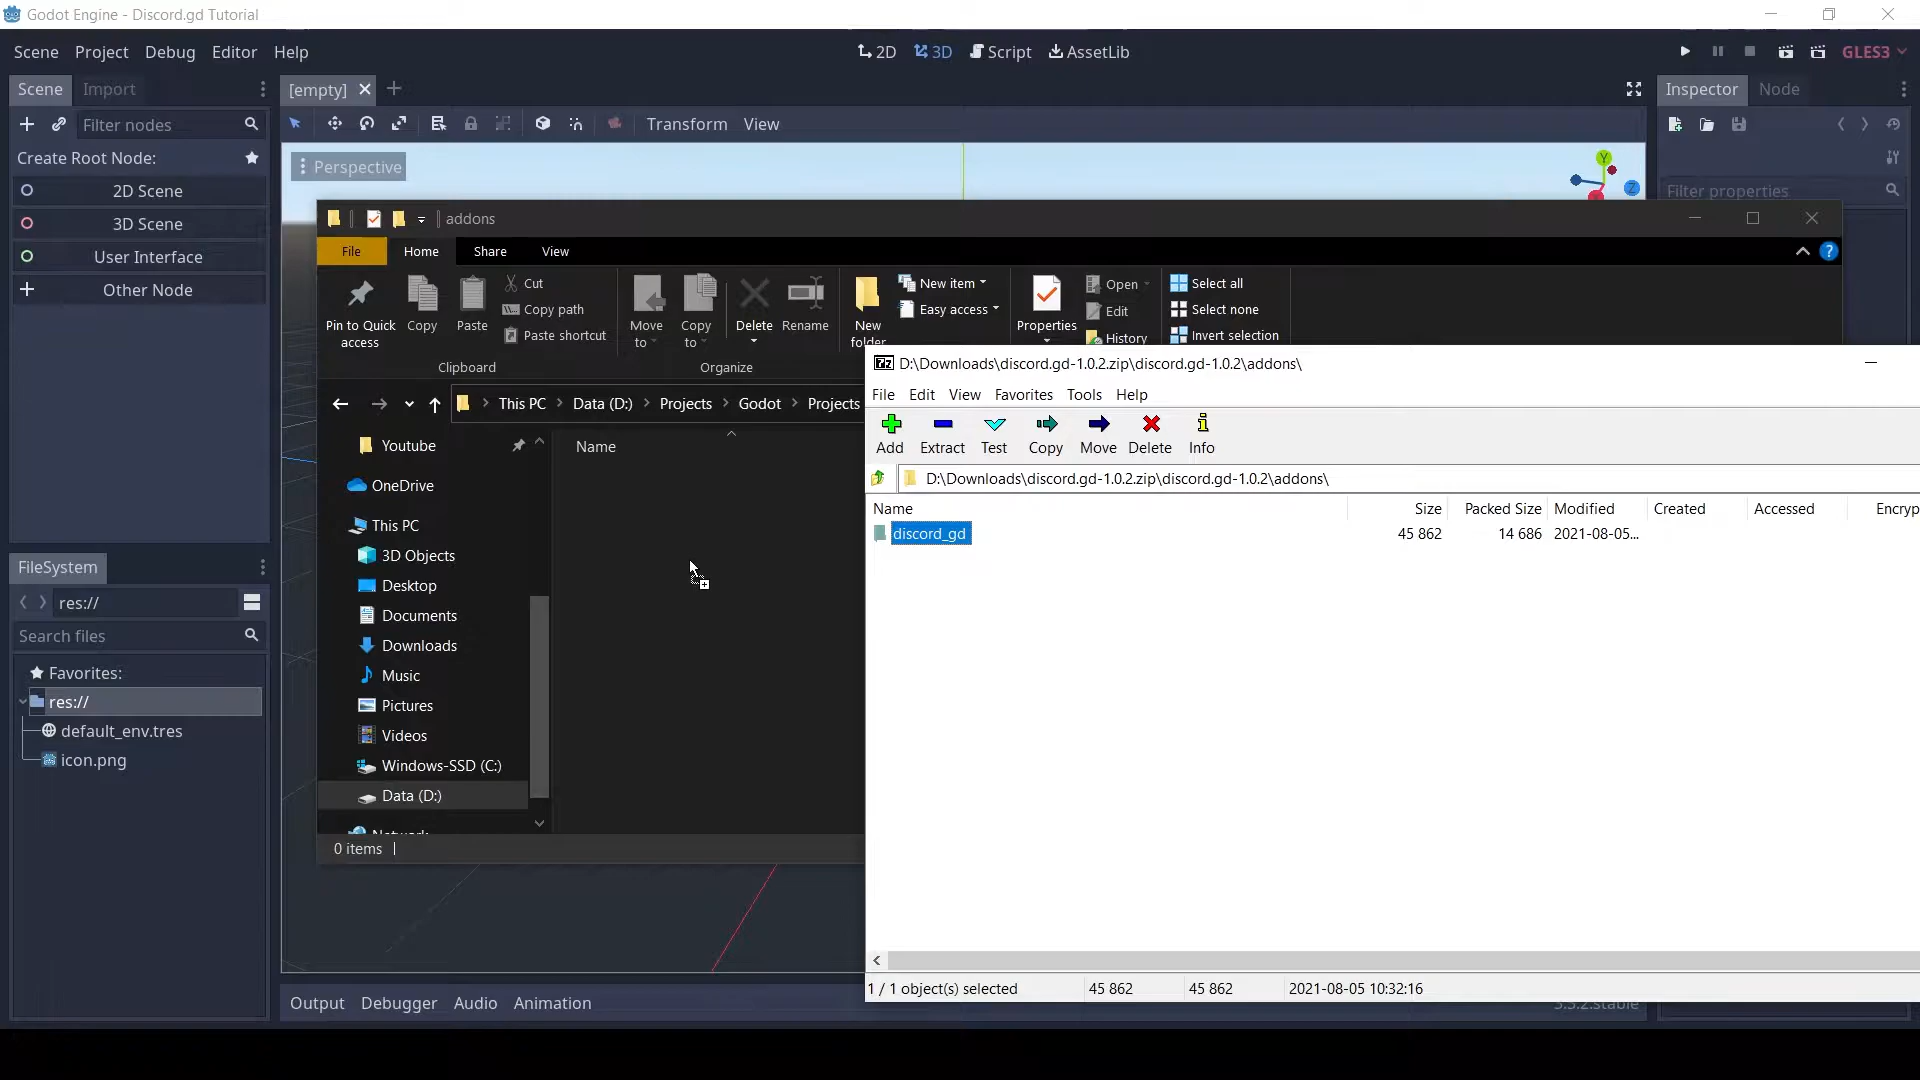 Godot Engine - Discord.gd Tutorial
Scene Project Debug Editor Help
2D 3D Script AssetLib
GLES3
Scene Import
[empty]
Inspector Node
Filter nodes
Transform View
Create Root Node:
Perspective
Y
Z
2D Scene
3D Scene
User Interface
Other Node
Filter properties
addons
File Home Share View
Pin to Quick access
Copy
Paste
Cut
Copy path
Paste shortcut
Move to
Copy to
Delete
Rename
New folder
New item
Easy access
Properties
Open
Edit
History
Select all
Select none
Invert selection
Clipboard
Organize
This PC Data (D:) Projects Godot Projects
Name
Youtube
OneDrive
This PC
3D Objects
Desktop
Documents
Downloads
Music
Pictures
Videos
Windows-SSD (C:)
Data (D:)
Network
0 items
D:\Downloads\discord.gd-1.0.2.zip\discord.gd-1.0.2\addons\
File Edit View Favorites Tools Help
Add Extract Test Copy Move Delete Info
D:\Downloads\discord.gd-1.0.2.zip\discord.gd-1.0.2\addons\
Name Size Packed Size Modified Created Accessed Encryp
discord_gd 45 862 14 686 2021-08-05...
1 / 1 object(s) selected 45 862 45 862 2021-08-05 10:32:16
FileSystem
res://
Search files
Favorites:
res://
default_env.tres
icon.png
Output Debugger Audio Animation
3.3.2.stable